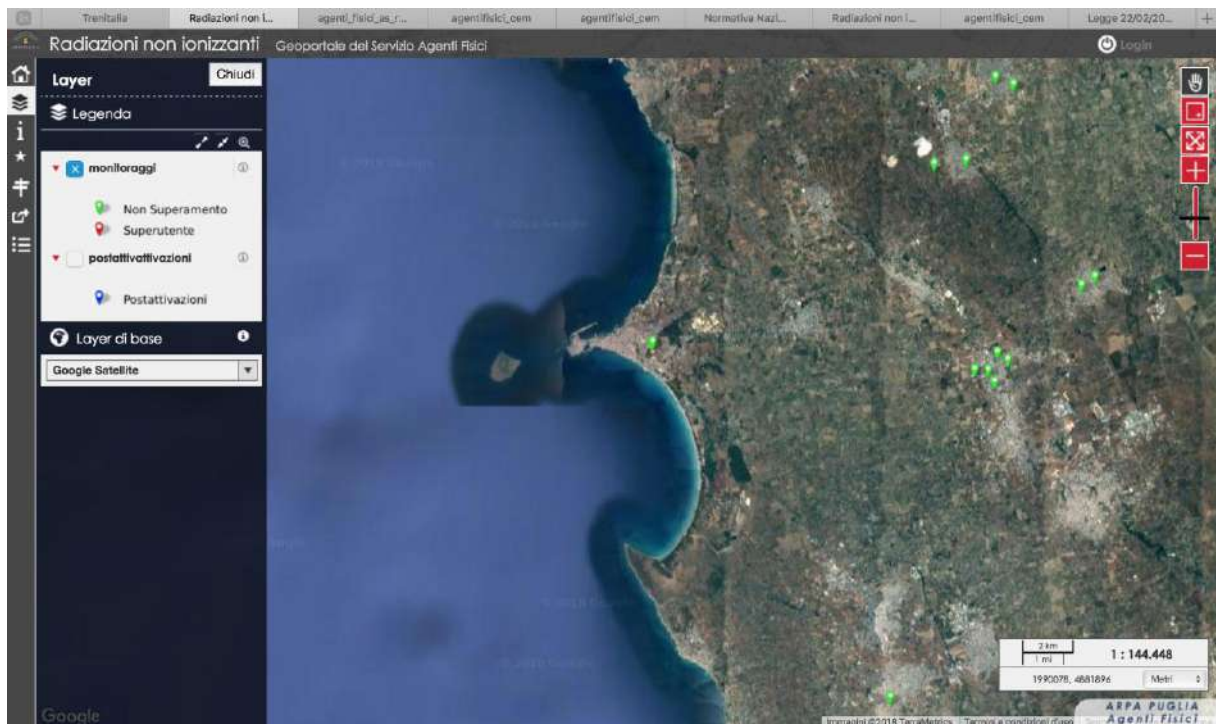 Trenitalia
Radiazioni non i...
agenti_fisici_as_r...
agentifisici_cem
agentifisici_cem
Normativa Nazi...
Radiazioni non i...
agentifisici_cem
Legge 22/02/20...
Radiazioni non ionizzanti
Geoportale del Servizio Agenti Fisici
Login
Layer
Chiudi
Legenda
monitoraggi
Non Superamento
Superutente
postattivattivazioni
Postattivazioni
Layer di base
Google Satellite
2 km
1 mi
1 : 144.448
1990078, 4881896
Metri
ARPA PUGLIA
Agenti Fisici
Google
Immagini ©2018 TerraMetrics
Termini e condizioni d'uso